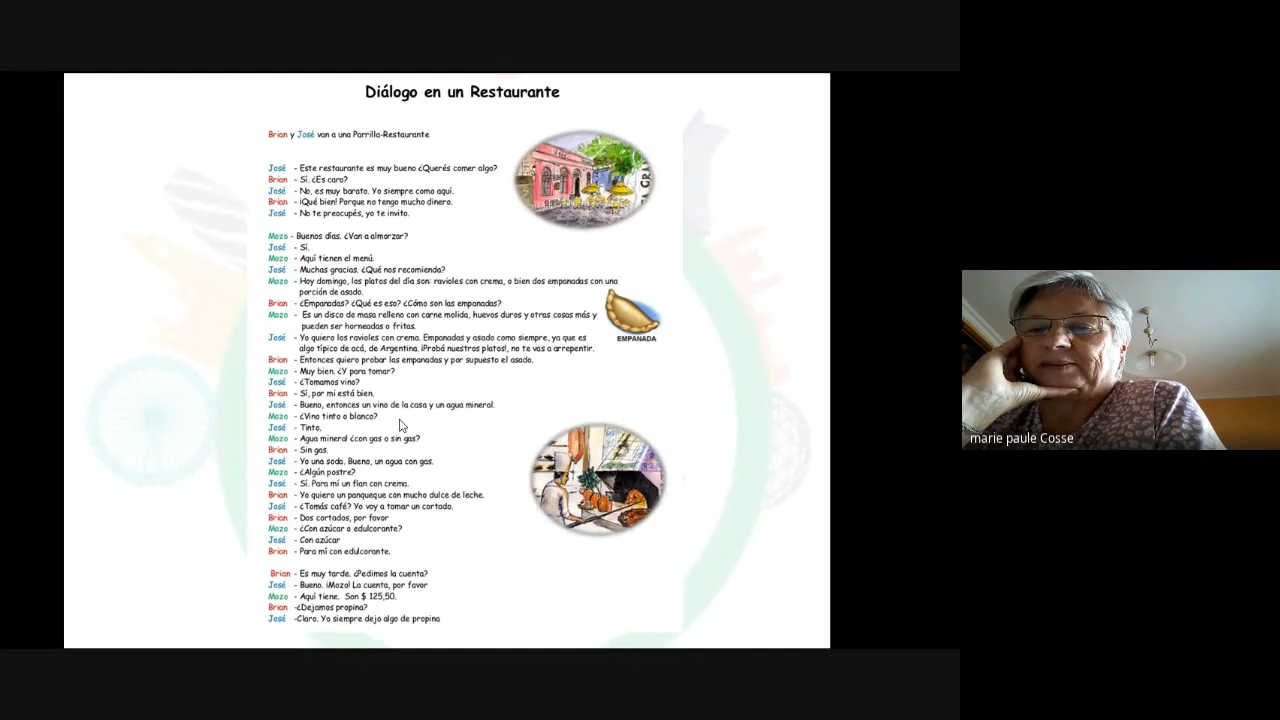 Diálogo en un Restaurante
Brian y José van a una Parrilla-Restaurante
José - Este restaurante es muy bueno ¿Querés comer algo?
Brian - Sí. ¿Es caro?
José - No, es muy barato. Yo siempre como aquí.
Brian - ¡Qué bien! Porque no tengo mucho dinero.
José - No te preocupés, yo te invito.
Mozo - Buenos días. ¿Van a almorzar?
José - Sí.
Mozo - Aquí tienen el menú.
José - Muchas gracias. ¿Qué nos recomienda?
Mozo - Hoy domingo, los platos del día son: ravioles con crema, o bien dos empanadas con una
porción de asado.
Brian - ¿Empanadas? ¿Qué es eso? ¿Cómo son las empanadas?
Mozo - Es un disco de masa relleno con carne molida, huevos duros y otras cosas más y
pueden ser horneadas o fritas.
José - Yo quiero los ravioles con crema. Empanadas y asado como siempre, ya que es
algo típico de acá, de Argentina. ¡Probá nuestros platos!, no te vas a arrepentir.
EMPANADA
Brian - Entonces quiero probar las empanadas y por supuesto el asado.
Mozo - Muy bien. ¿Y para tomar?
José - ¿Tomamos vino?
Brian - Sí, por mi está bien.
José - Bueno, entonces un vino de la casa y un agua mineral.
Mozo - ¿Vino tinto o blanco?
José - Tinto.
Mozo - Agua mineral ¿con gas o sin gas?
Brian - Sin gas.
José - Yo una soda. Bueno, un agua con gas.
Mozo - ¿Algún postre?
José - Sí. Para mí un flan con crema.
Brian - Yo quiero un panqueque con mucho dulce de leche.
José - ¿Tomás café? Yo voy a tomar un cortado.
Brian - Dos cortados, por favor
Mozo - ¿Con azúcar o edulcorante?
José - Con azúcar
Brian - Para mí con edulcorante.
Brian - Es muy tarde. ¿Pedimos la cuenta?
José - Bueno. ¡Mozo! La cuenta, por favor
Mozo - Aquí tiene. Son $ 125,50.
Brian -¿Dejamos propina?
José -Claro. Yo siempre dejo algo de propina
marie paule Cosse